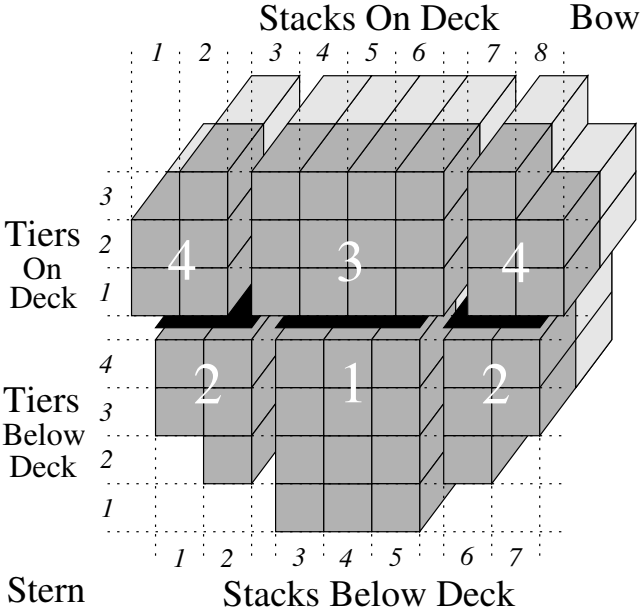 Stacks On Deck Bow
1 2 3 4 5 6 7 8
3
Tiers 2
On
Deck 1
4 3 4
4
Tiers 3
Below
Deck 2
1
2 1 2
1 2 3 4 5 6 7
Stern Stacks Below Deck